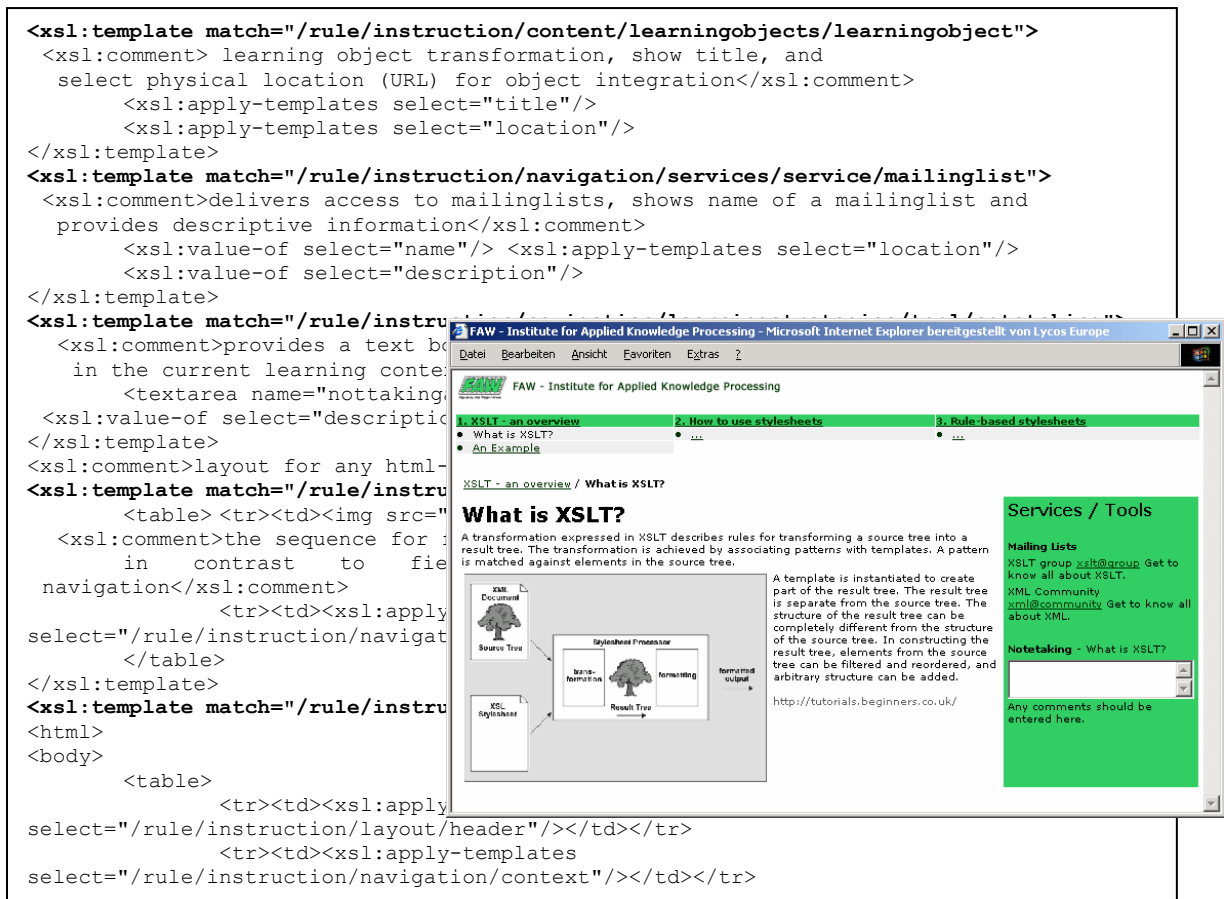 <xsl:template match="/rule/instruction/content/learningobjects/learningobject">
<xsl:comment> learning object transformation, show title, and
select physical location (URL) for object integration</xsl:comment>
<xsl:apply-templates select="title"/>
<xsl:apply-templates select="location"/>
</xsl:template>
<xsl:template match="/rule/instruction/navigation/services/service/mailinglist">
<xsl:comment>delivers access to mailinglists, shows name of a mailinglist and
provides descriptive information</xsl:comment>
<xsl:value-of select="name"/> <xsl:apply-templates select="location"/>
<xsl:value-of select="description"/>
</xsl:template>
<xsl:template match="/rule/instru
<xsl:comment>provides a text bo
in the current learning conte
<textarea name="nottaking
<xsl:value-of select="descriptio
</xsl:template>
<xsl:comment>layout for any html-
<xsl:template match="/rule/instru
<table> <tr><td><img src="
<xsl:comment>the sequence for
in contrast to fie
navigation</xsl:comment>
<tr><td><xsl:apply
select="/rule/instruction/navigat
</table>
</xsl:template>
<xsl:template match="/rule/instru
<html>
<body>
<table>
<tr><td><xsl:apply
select="/rule/instruction/layout/header"/></td></tr>
<tr><td><xsl:apply-templates
select="/rule/instruction/navigation/context"/></td></tr>
FAW - Institute for Applied Knowledge Processing - Microsoft Internet Explorer bereitgestellt von Lycos Europe
Datei Bearbeiten Ansicht Favoriten Extras ?
FAW FAW - Institute for Applied Knowledge Processing
1. XSLT - an overview 2. How to use stylesheets 3. Rule-based stylesheets
• What is XSLT? • ... • ...
• An Example
XSLT - an overview / What is XSLT?
What is XSLT?
A transformation expressed in XSLT describes rules for transforming a source tree into a
result tree. The transformation is achieved by associating patterns with templates. A pattern
is matched against elements in the source tree.
XML
Document
Source Tree
XSL
Stylesheet
Stylesheet Processor
trans-
formation
formatting
Result Tree
formatted
output
A template is instantiated to create
part of the result tree. The result tree
is separate from the source tree. The
structure of the result tree can be
completely different from the structure
of the source tree. In constructing the
result tree, elements from the source
tree can be filtered and reordered, and
arbitrary structure can be added.
http://tutorials.beginners.co.uk/
Services / Tools
Mailing Lists
XSLT group xslt@group Get to
know all about XSLT.
XML Community
xml@community Get to know all
about XML.
Notetaking - What is XSLT?
Any comments should be
entered here.